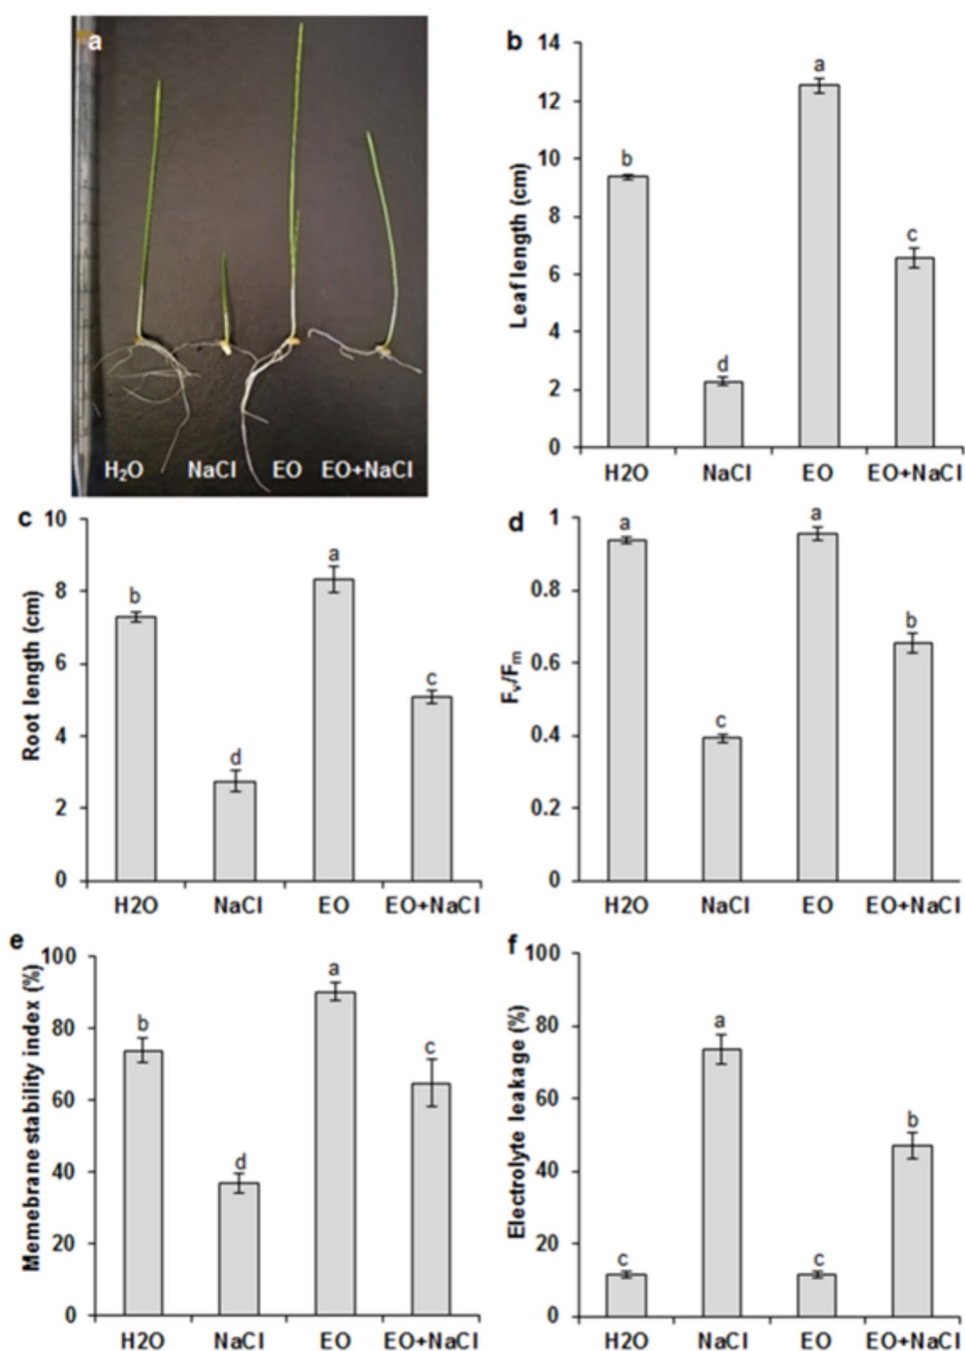 a
H₂O NaCl EO EO+NaCl
b
Leaf length (cm)
14
12
10
8
6
4
2
0
b
d
a
c
H2O NaCl EO EO+NaCl
c
Root length (cm)
10
8
6
4
2
0
b
d
a
c
H2O NaCl EO EO+NaCl
d
Fᵥ/Fₘ
1
0.8
0.6
0.4
0.2
0
a
c
a
b
H2O NaCl EO EO+NaCl
e
Memebrane stability index (%)
100
80
60
40
20
0
b
d
a
c
H2O NaCl EO EO+NaCl
f
Electrolyte leakage (%)
100
80
60
40
20
0
c
a
c
b
H2O NaCl EO EO+NaCl